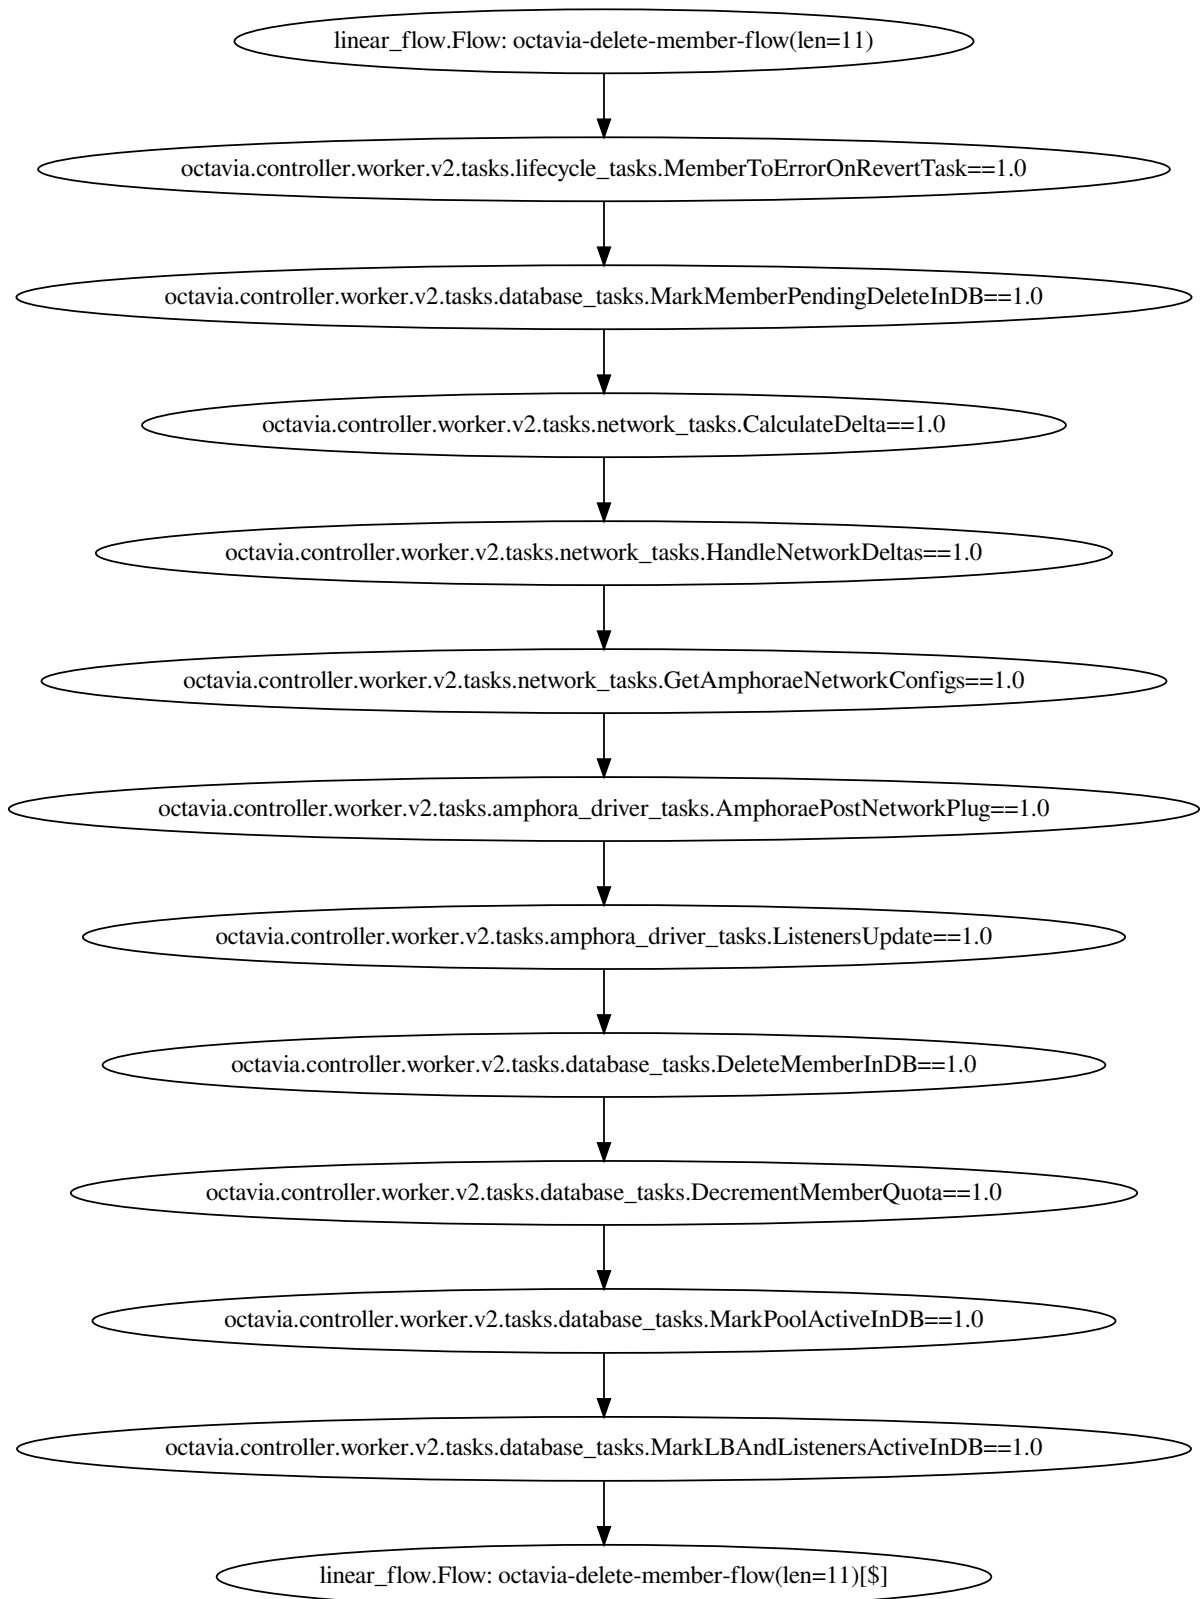 linear_flow.Flow: octavia-delete-member-flow(len=11)
octavia.controller.worker.v2.tasks.lifecycle_tasks.MemberToErrorOnRevertTask==1.0
octavia.controller.worker.v2.tasks.database_tasks.MarkMemberPendingDeleteInDB==1.0
octavia.controller.worker.v2.tasks.network_tasks.CalculateDelta==1.0
octavia.controller.worker.v2.tasks.network_tasks.HandleNetworkDeltas==1.0
octavia.controller.worker.v2.tasks.network_tasks.GetAmphoraeNetworkConfigs==1.0
octavia.controller.worker.v2.tasks.amphora_driver_tasks.AmphoraePostNetworkPlug==1.0
octavia.controller.worker.v2.tasks.amphora_driver_tasks.ListenersUpdate==1.0
octavia.controller.worker.v2.tasks.database_tasks.DeleteMemberInDB==1.0
octavia.controller.worker.v2.tasks.database_tasks.DecrementMemberQuota==1.0
octavia.controller.worker.v2.tasks.database_tasks.MarkPoolActiveInDB==1.0
octavia.controller.worker.v2.tasks.database_tasks.MarkLBAndListenersActiveInDB==1.0
linear_flow.Flow: octavia-delete-member-flow(len=11)[$]